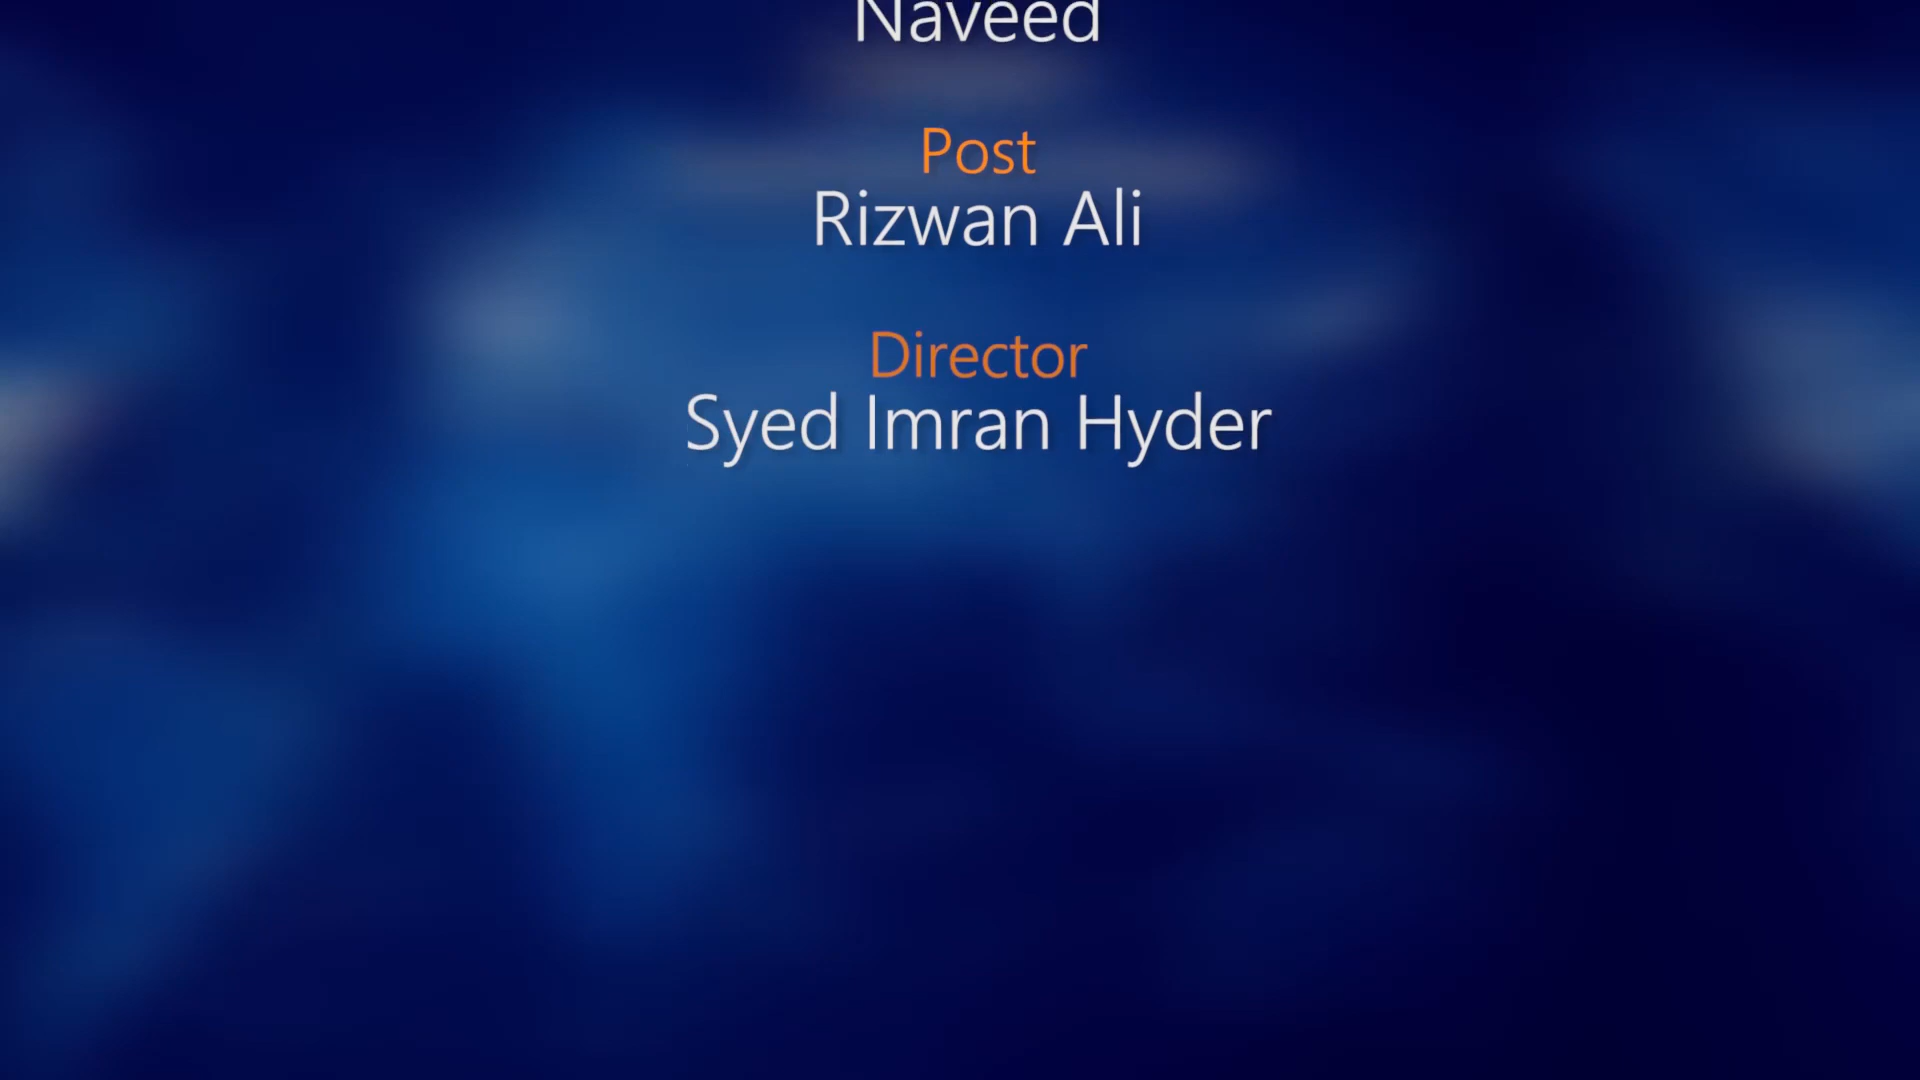 Naveed
Post
Rizwan Ali
Director
Syed Imran Hyder